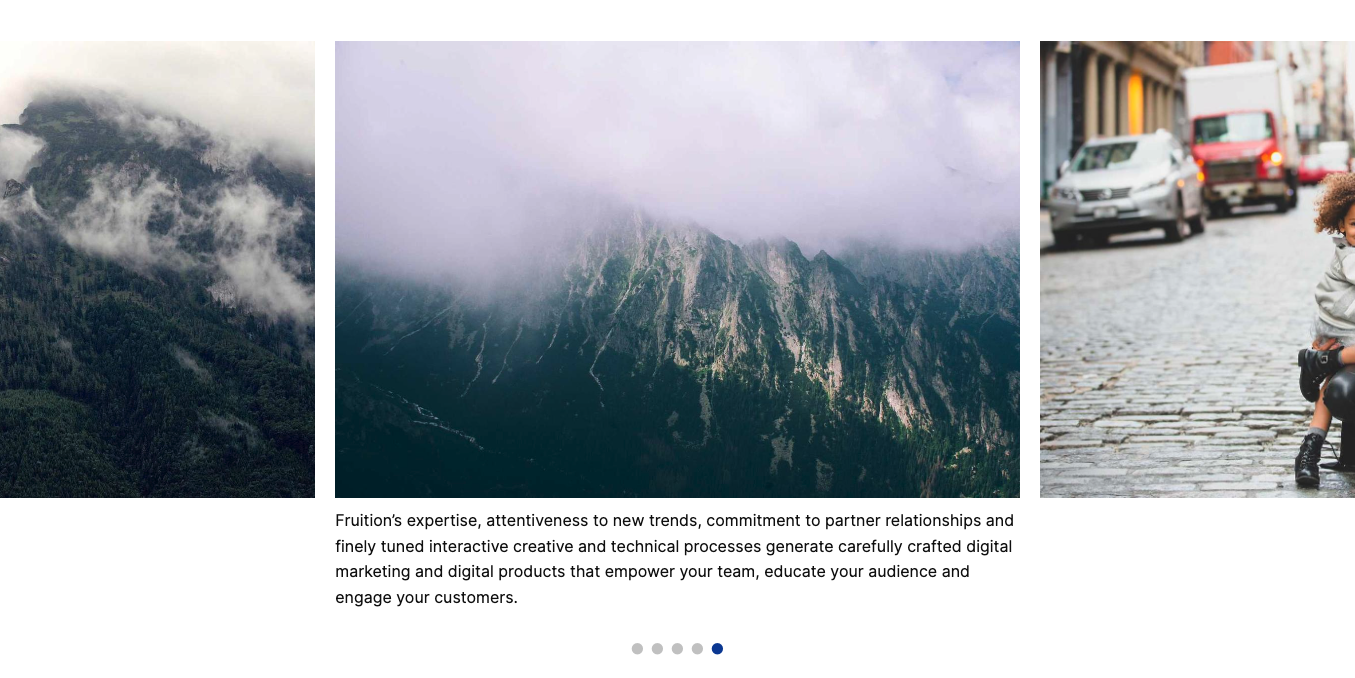 Fruition’s expertise, attentiveness to new trends, commitment to partner relationships and
finely tuned interactive creative and technical processes generate carefully crafted digital
marketing and digital products that empower your team, educate your audience and
engage your customers.